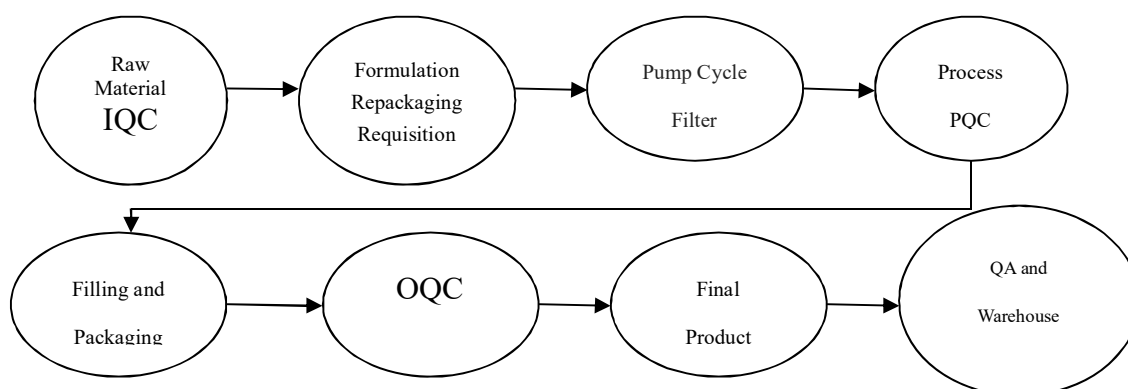 Raw
Material
IQC
Formulation
Repackaging
Requisition
Pump Cycle
Filter
Process
PQC
Filling and
Packaging
OQC
Final
Product
QA and
Warehouse